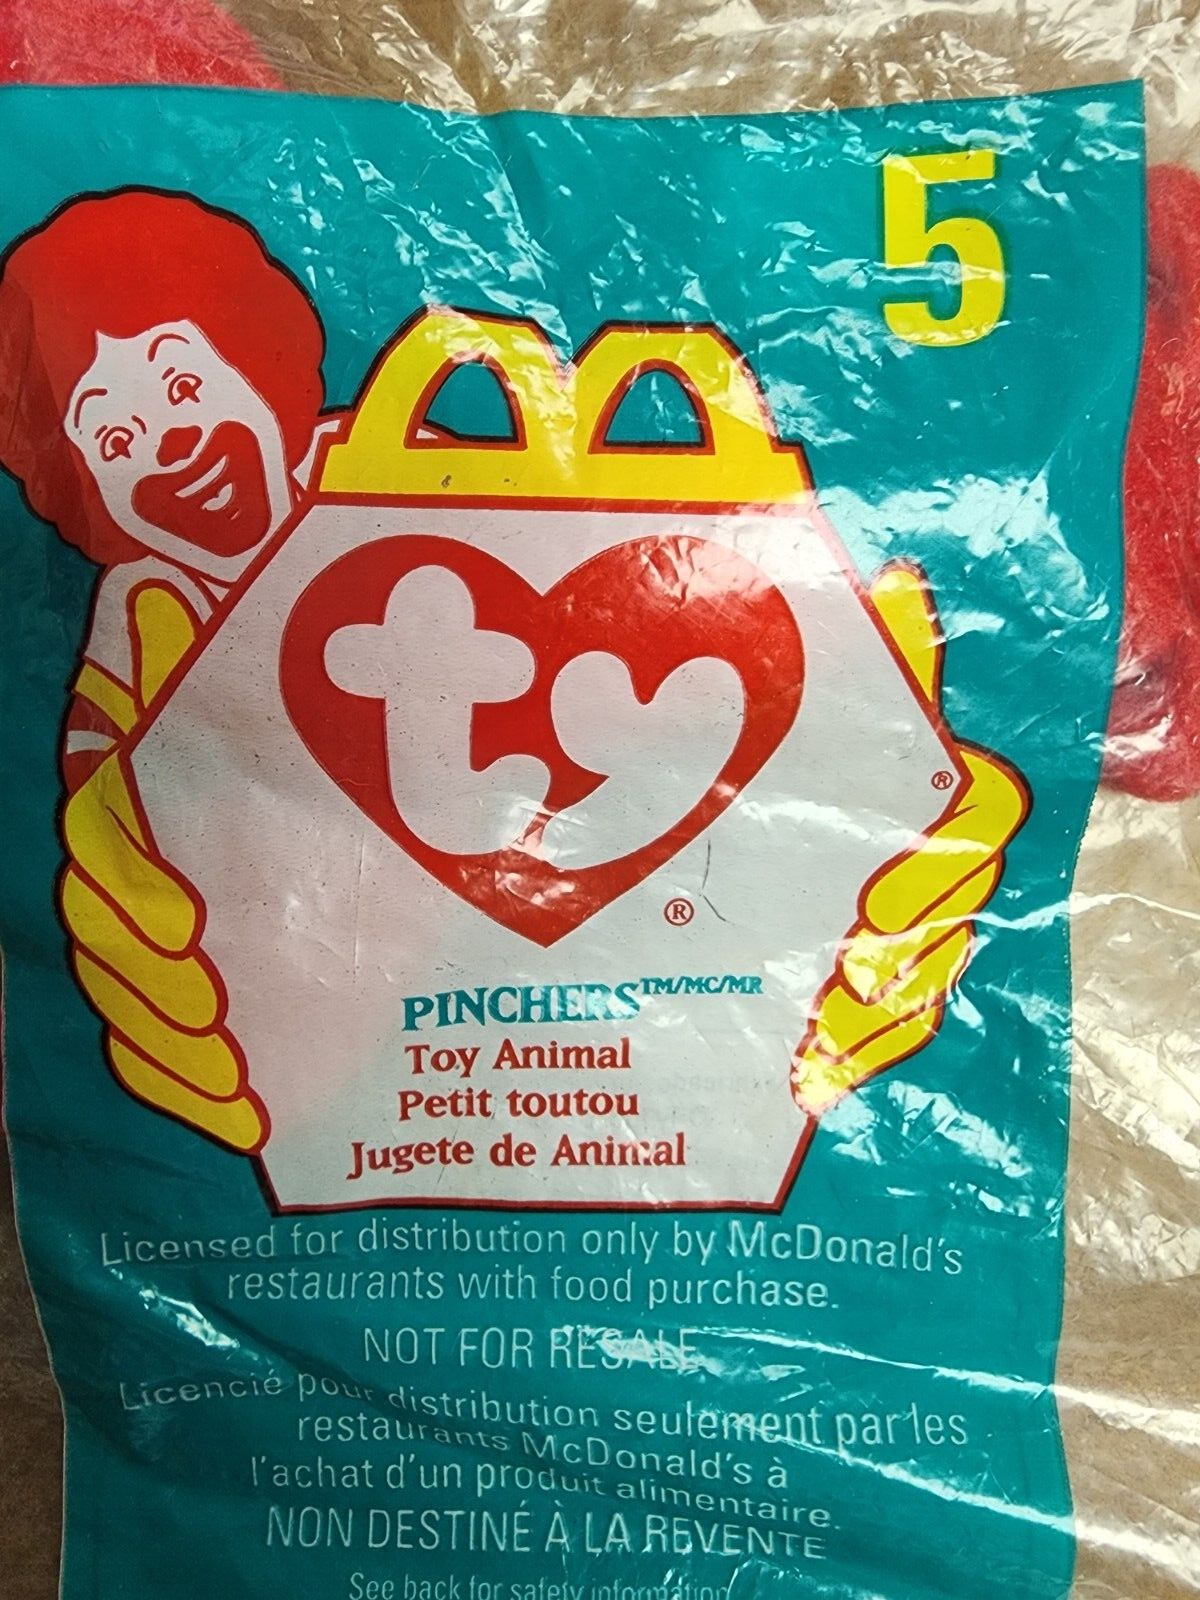 5
ty
®
®
PINCHERS™/MC/MR
Toy Animal
Petit toutou
Jugete de Animal
Licensed for distribution only by McDonald's
restaurants with food purchase.
NOT FOR RESALE
Licencié pour distribution seulement par les
restaurants McDonald's à
l'achat d'un produit alimentaire.
NON DESTINÉ À LA REVENTE
See back for safety information